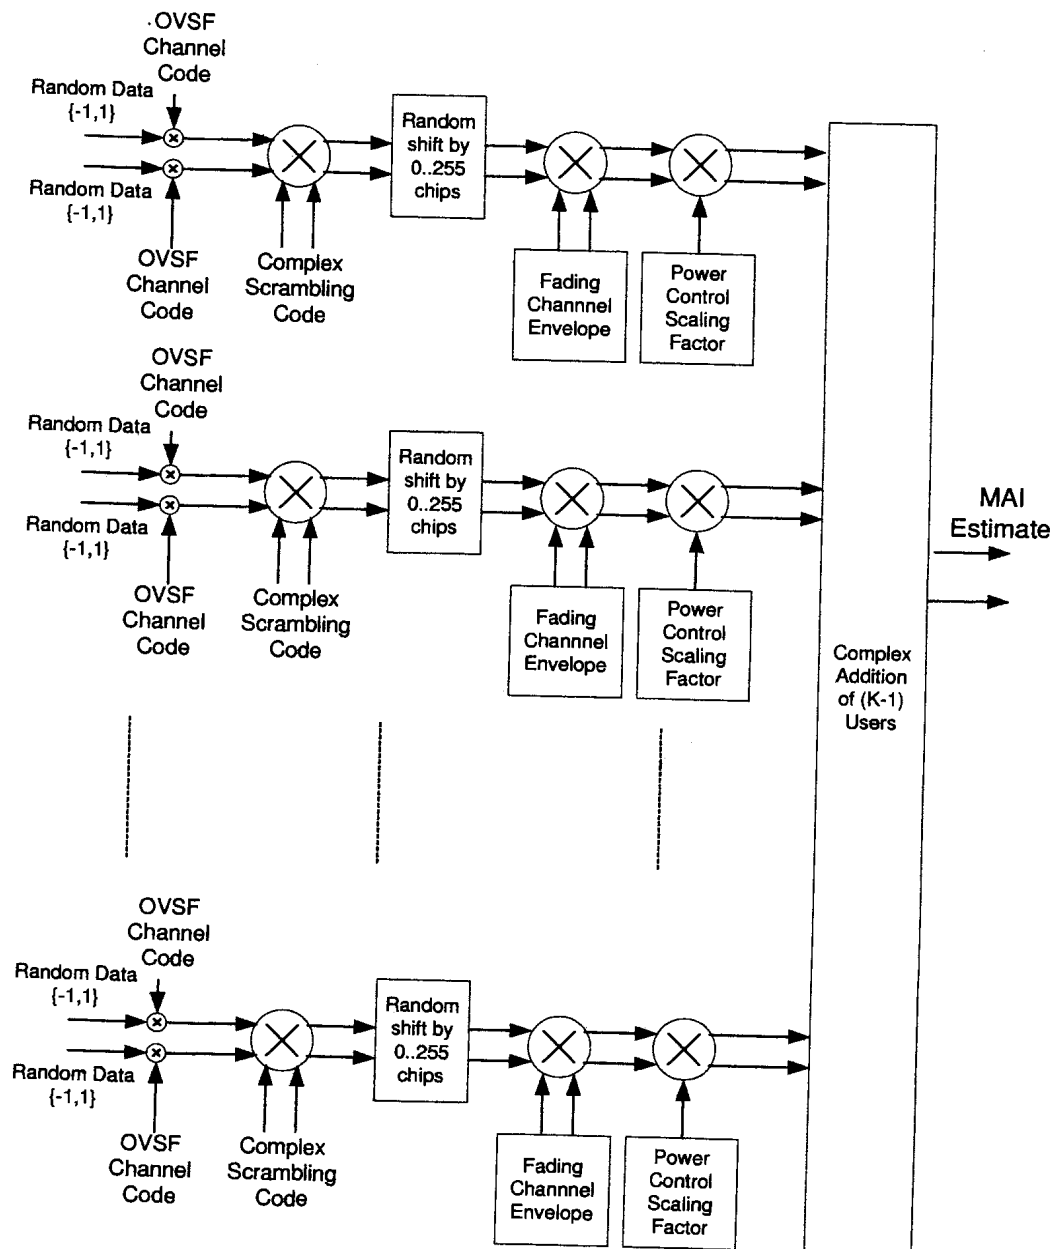 OVSF
Channel
Code
Random Data
{-1,1}
Random Data
{-1,1}
OVSF
Channel
Code
Complex
Scrambling
Code
Random
shift by
0..255
chips
Fading
Channnel
Envelope
Power
Control
Scaling
Factor
OVSF
Channel
Code
Random Data
{-1,1}
Random Data
{-1,1}
OVSF
Channel
Code
Complex
Scrambling
Code
Random
shift by
0..255
chips
Fading
Channnel
Envelope
Power
Control
Scaling
Factor
Complex
Addition
of (K-1)
Users
MAI
Estimate
OVSF
Channel
Code
Random Data
{-1,1}
Random Data
{-1,1}
OVSF
Channel
Code
Complex
Scrambling
Code
Random
shift by
0..255
chips
Fading
Channnel
Envelope
Power
Control
Scaling
Factor